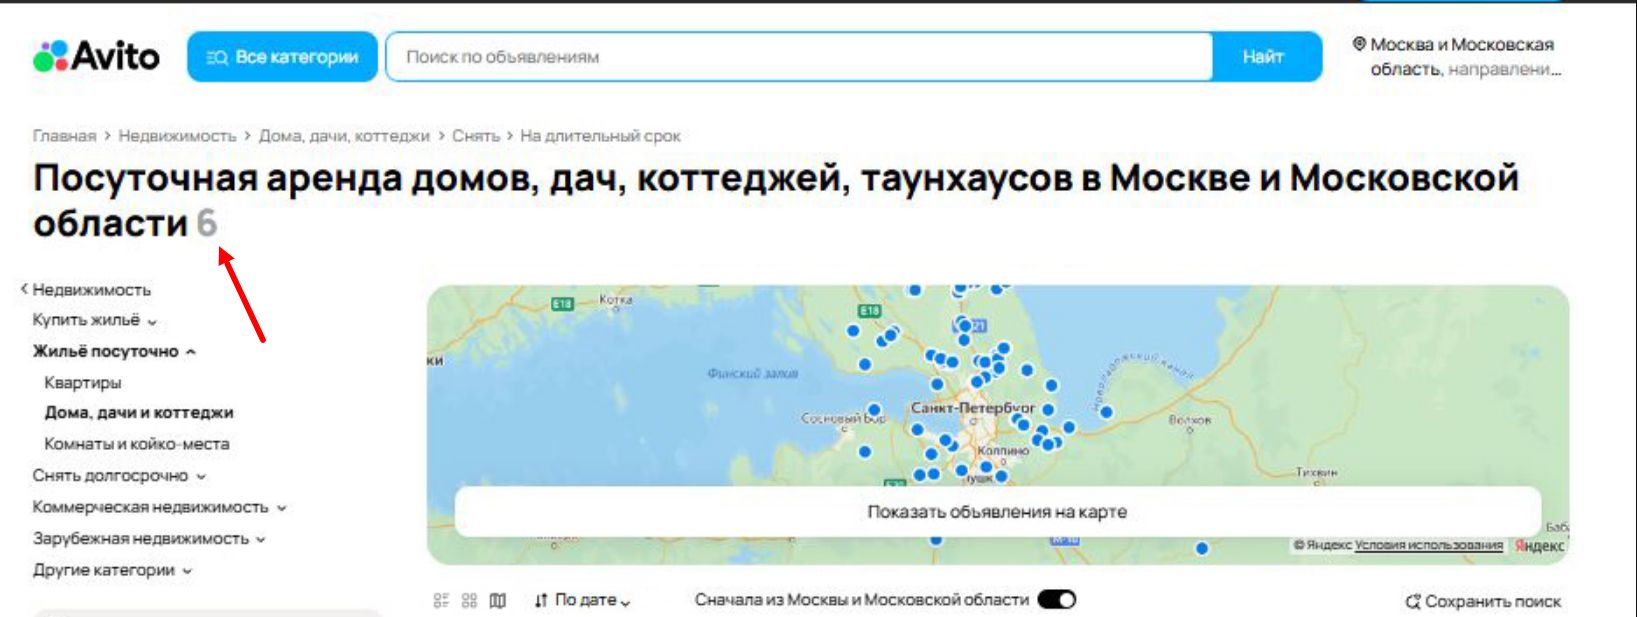 Avito
Все категории
Поиск по объявлениям
Найт
Москва и Московская
область, направлени...
Главная > Недвижимость > Дома, дачи, коттеджи > Снять > На длительный срок
Посуточная аренда домов, дач, коттеджей, таунхаусов в Москве и Московской
области 6
Недвижимость
Купить жильё
Жильё посуточно
Квартиры
Дома, дачи и коттеджи
Комнаты и койко-места
Снять долгосрочно
Коммерческая недвижимость
Зарубежная недвижимость
Другие категории
E18
Котка
E18
21
ки
Финский залив
Новоладожский канал
Санкт-Петербург
Сосновый Бор
Волхов
Колпино
Тихвин
Показать объявления на карте
© Яндекс Условия использования Яндекс
По дате
Сначала из Москвы и Московской области
Сохранить поиск